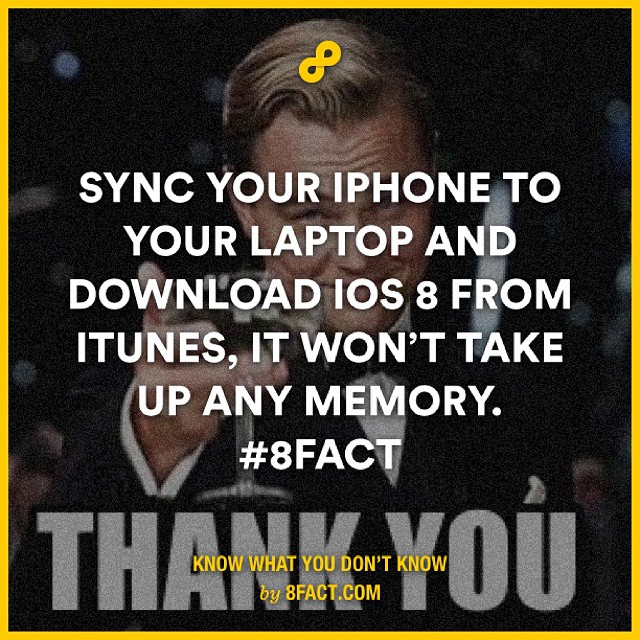 SYNC YOUR IPHONE TO
YOUR LAPTOP AND
DOWNLOAD IOS 8 FROM
ITUNES, IT WON'T TAKE
UP ANY MEMORY.
#8FACT
THANK YOU
KNOW WHAT YOU DON'T KNOW
by 8FACT.COM